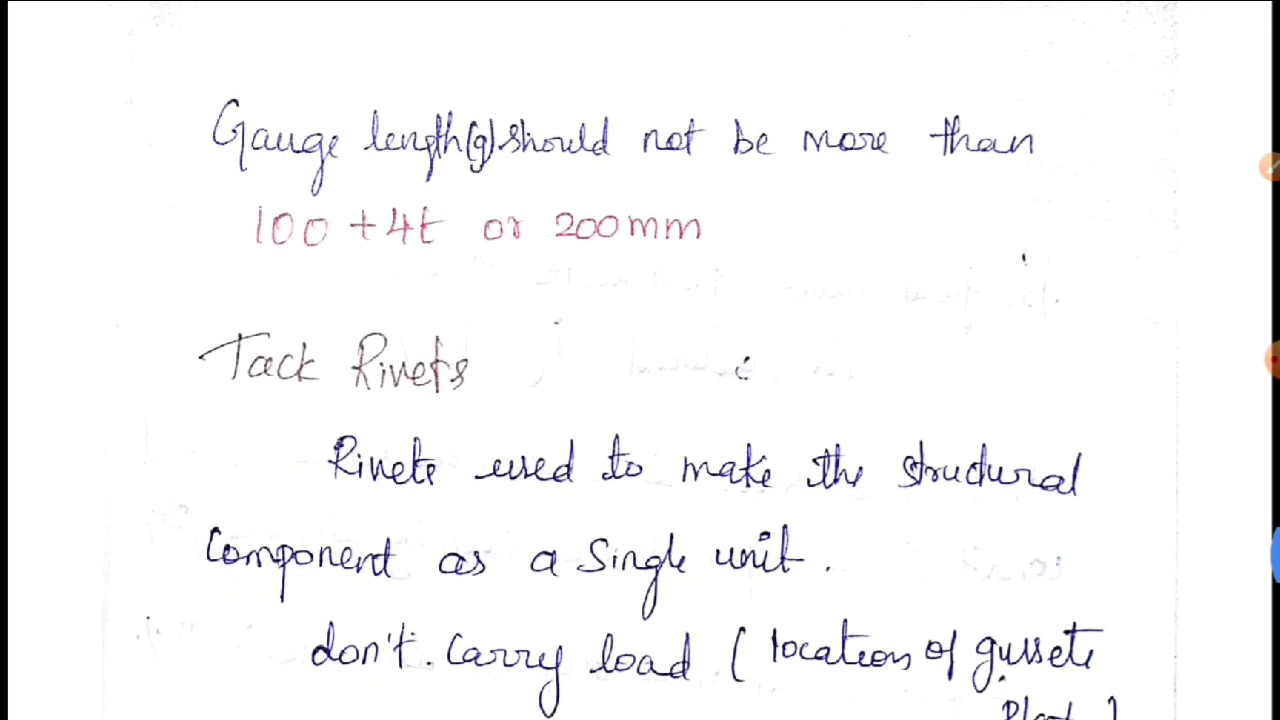 Gauge length(g) should not be more than
100 + 4t or 200mm
Tack Rivets
Rivets used to make the structural
Component as a Single unit.
don't carry load ( location of gussets